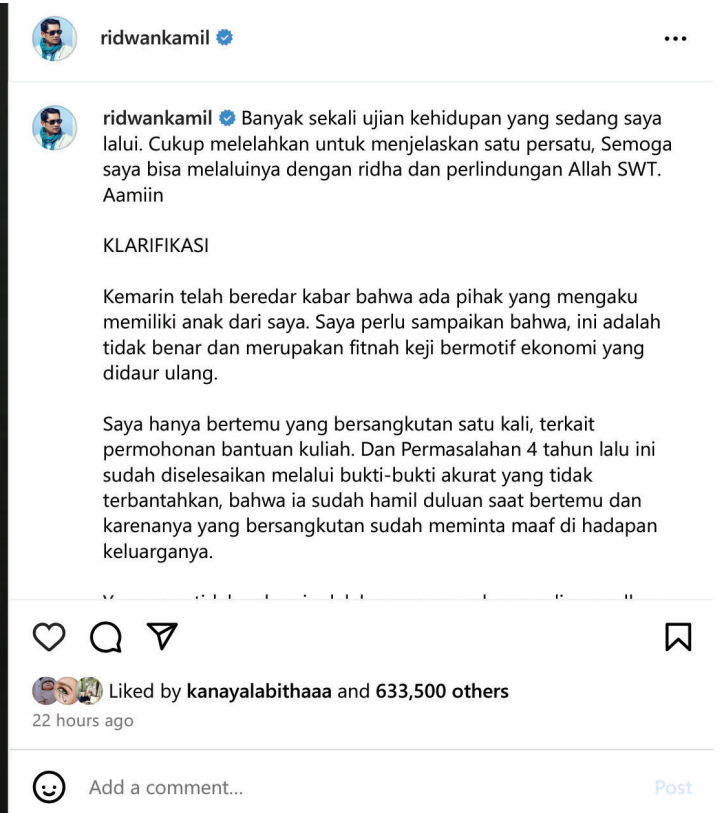 ridwankamil
ridwankamil Banyak sekali ujian kehidupan yang sedang saya
lalui. Cukup melelahkan untuk menjelaskan satu persatu, Semoga
saya bisa melaluinya dengan ridha dan perlindungan Allah SWT.
Aamiin
KLARIFIKASI
Kemarin telah beredar kabar bahwa ada pihak yang mengaku
memiliki anak dari saya. Saya perlu sampaikan bahwa, ini adalah
tidak benar dan merupakan fitnah keji bermotif ekonomi yang
didaur ulang.
Saya hanya bertemu yang bersangkutan satu kali, terkait
permohonan bantuan kuliah. Dan Permasalahan 4 tahun lalu ini
sudah diselesaikan melalui bukti-bukti akurat yang tidak
terbantahkan, bahwa ia sudah hamil duluan saat bertemu dan
karenanya yang bersangkutan sudah meminta maaf di hadapan
keluarganya.
Liked by kanayalabithaaa and 633,500 others
22 hours ago
Add a comment...
Post